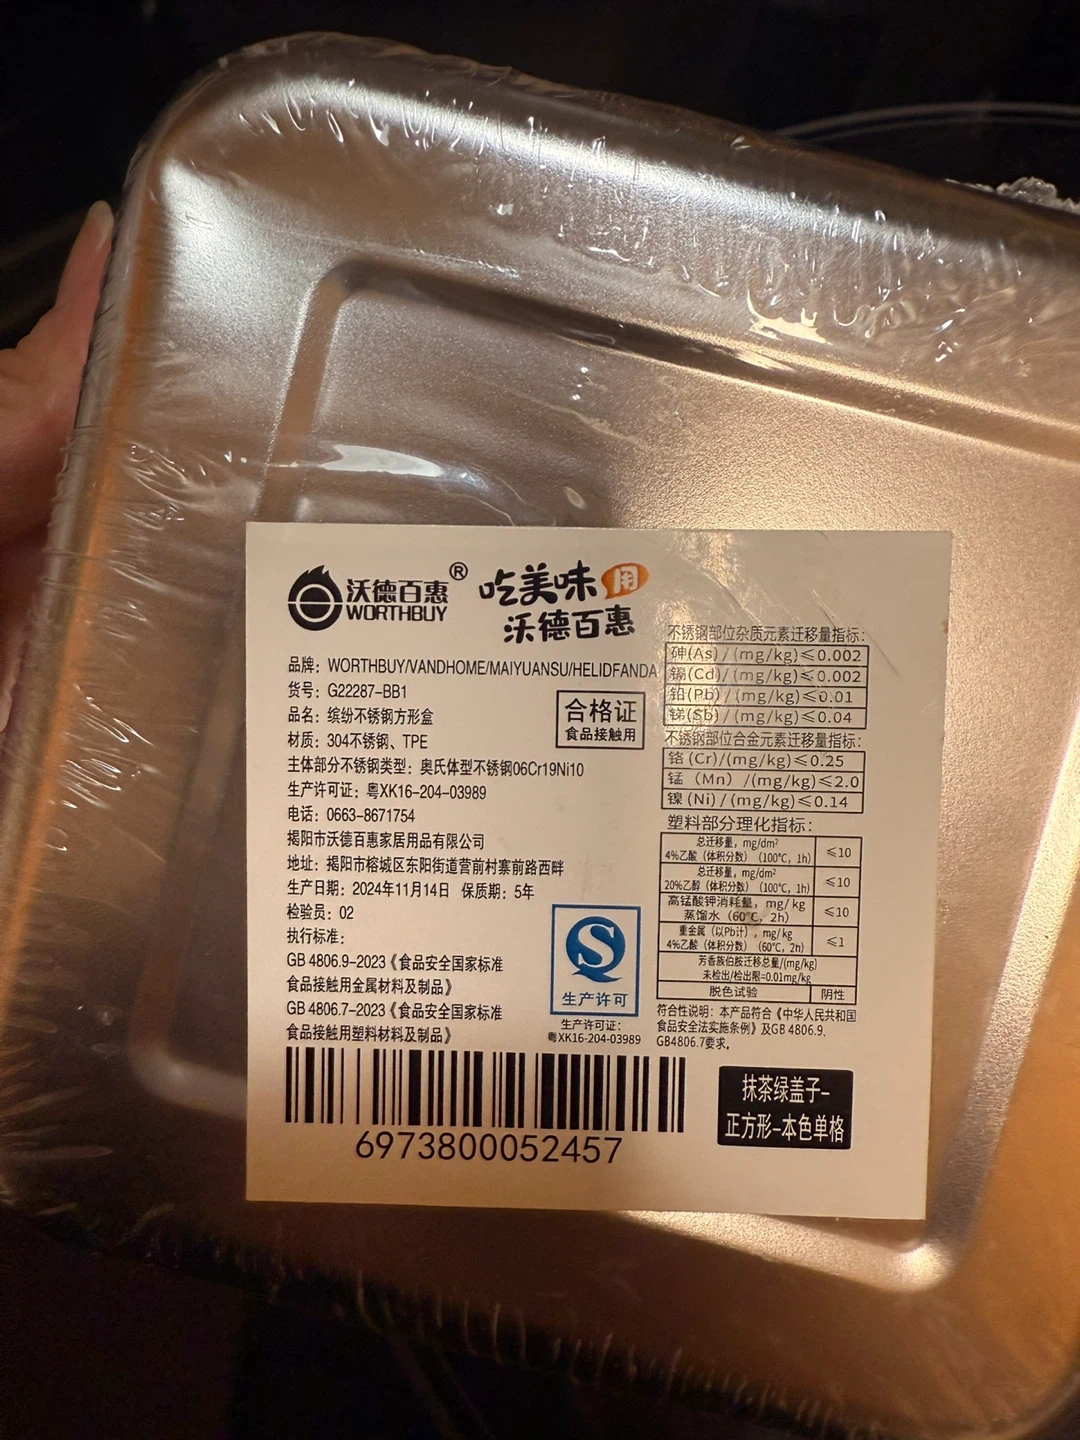 沃德百惠®
WORTHBUY
吃美味用
沃德百惠
品牌：WORTHBUY/VANDHOME/MAIYUANSU/HELIDFANDA
货号：G22287-BB1
品名：缤纷不锈钢方形盒
材质：304不锈钢、TPE
合格证
食品接触用
主体部分不锈钢类型：奥氏体型不锈钢06Cr19Ni10
生产许可证：粤XK16-204-03989
电话：0663-8671754
揭阳市沃德百惠家居用品有限公司
地址：揭阳市榕城区东阳街道营前村寨前路西畔
生产日期：2024年11月14日 保质期：5年
检验员：02
执行标准：
GB 4806.9-2023《食品安全国家标准
食品接触用金属材料及制品》
GB 4806.7-2023《食品安全国家标准
食品接触用塑料材料及制品》
生产许可
生产许可证：
粤XK16-204-03989
6973800052457
不锈钢部位杂质元素迁移量指标：
砷(As)/(mg/kg)≤0.002
镉(Cd)/(mg/kg)≤0.002
铅(Pb)/(mg/kg)≤0.01
锑(Sb)/(mg/kg)≤0.04
不锈钢部位合金元素迁移量指标：
铬(Cr)/(mg/kg)≤0.25
锰（Mn）/(mg/kg)≤2.0
镍(Ni)/(mg/kg)≤0.14
塑料部分理化指标：
总迁移量，mg/dm²
4%乙酸（体积分数）（100℃，1h） ≤10
总迁移量，mg/dm²
20%乙醇（体积分数）（100℃，1h） ≤10
高锰酸钾消耗量，mg/kg
蒸馏水（60℃，2h） ≤10
重金属（以Pb计），mg/kg
4%乙酸（体积分数）（60℃，2h） ≤1
芳香族伯胺迁移总量/(mg/kg)
未检出/检出限=0.01mg/kg
脱色试验 阴性
符合性说明：本产品符合《中华人民共和国
食品安全法实施条例》及GB 4806.9、
GB4806.7要求。
抹茶绿盖子-
正方形-本色单格